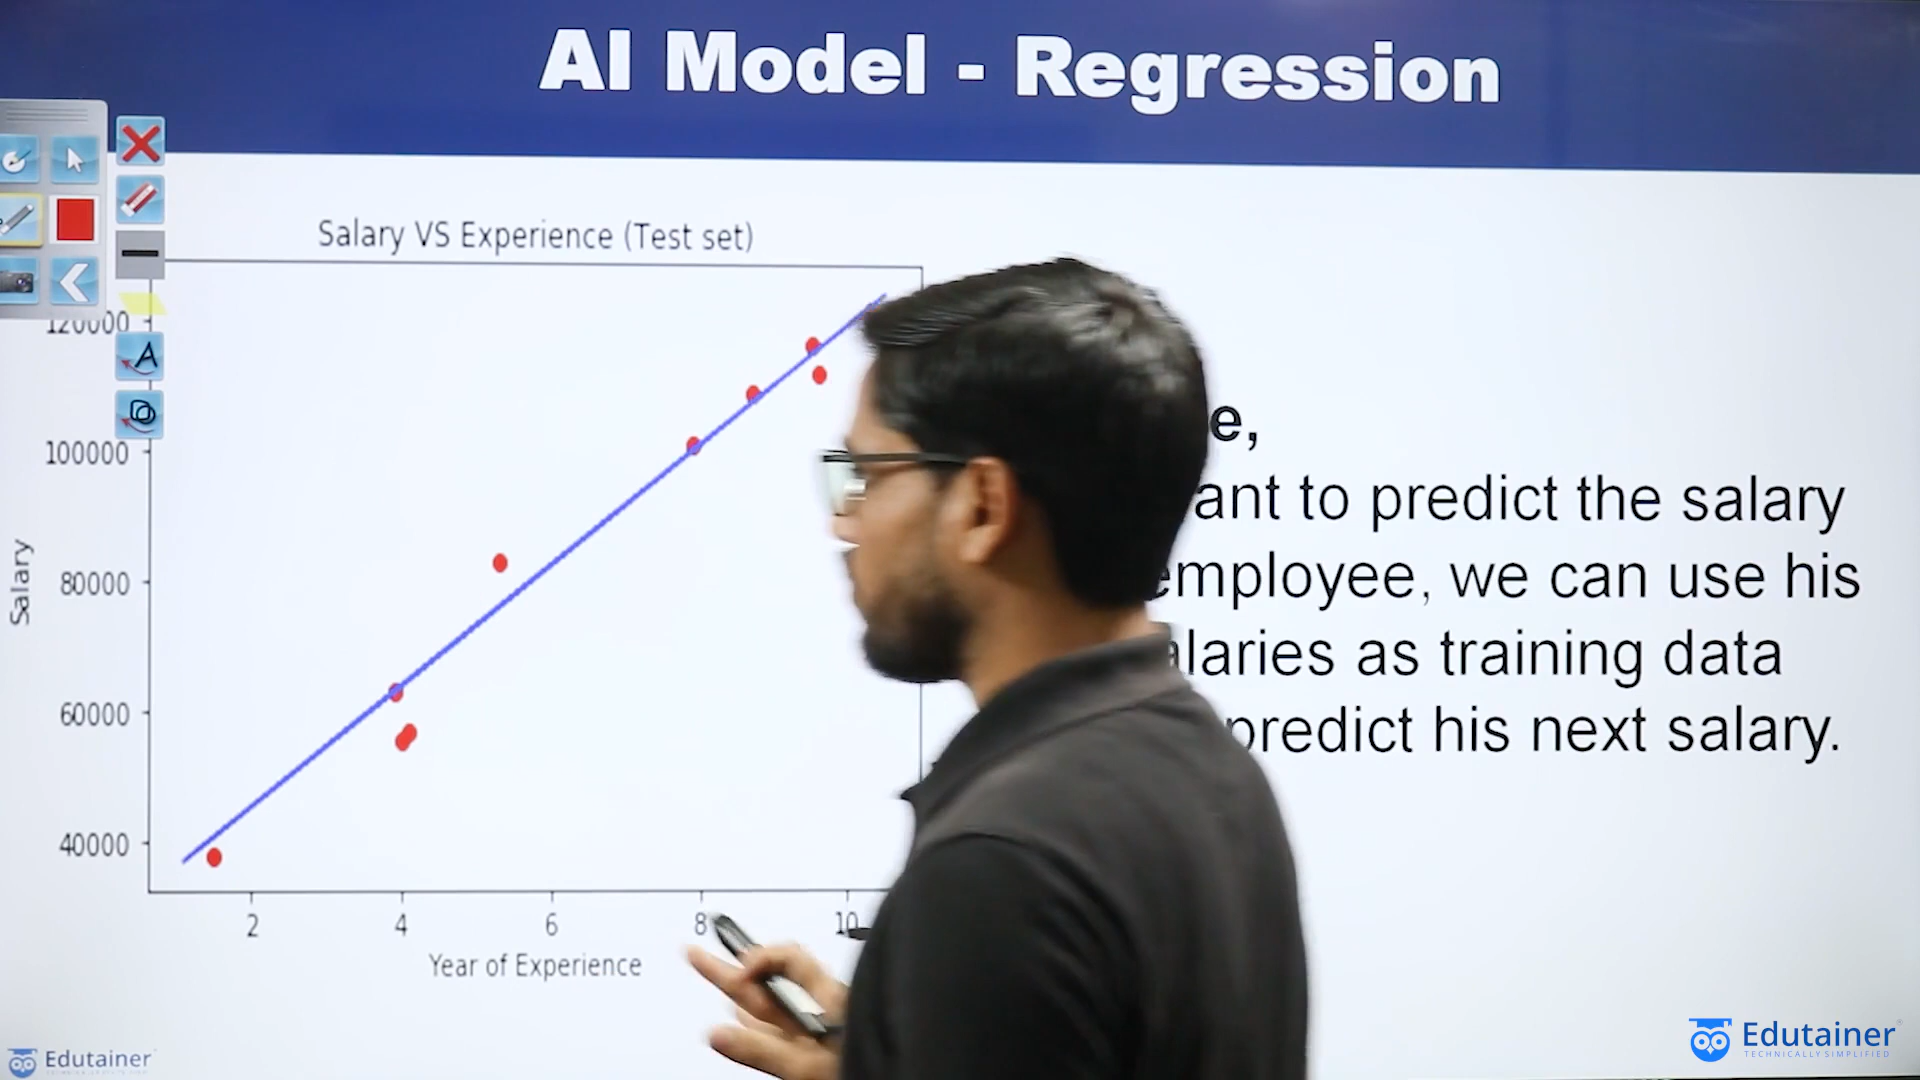 AI Model - Regression
Salary VS Experience (Test set)
120000
100000
80000
60000
40000
Salary
2 4 6 8 10
Year of Experience
to predict the salary
employee, we can use his
as training data
predict his next salary.
A
Edutainer
Edutainer
TECHNICALLY SIMPLIFIED